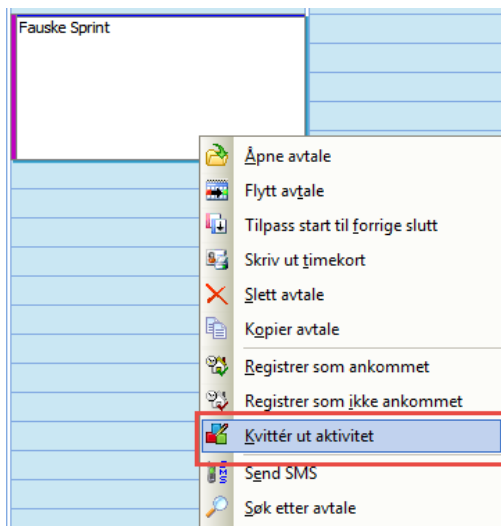 Fauske Sprint
Åpne avtale
Flytt avtale
Tilpass start til forrige slutt
Skriv ut timekort
Slett avtale
Kopier avtale
Registrer som ankommet
Registrer som ikke ankommet
Kvittér ut aktivitet
Send SMS
Søk etter avtale